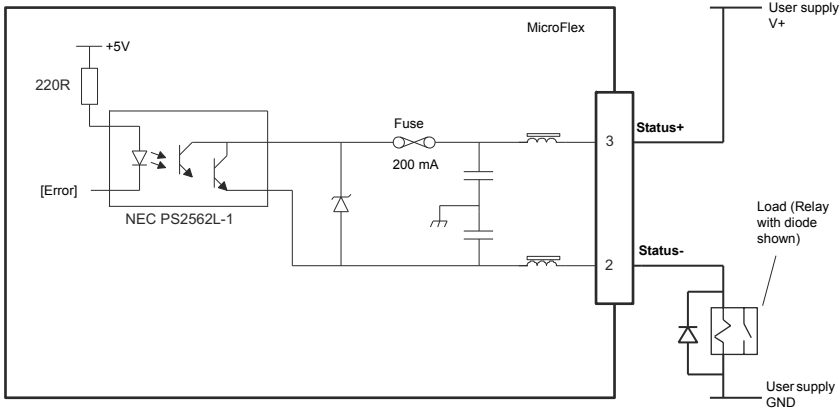 User supply
V+
MicroFlex
+5V
220R
Fuse
3
Status+
200 mA
[Error]
NEC PS2562L-1
Load (Relay
with diode
shown)
Status-
2
User supply
GND